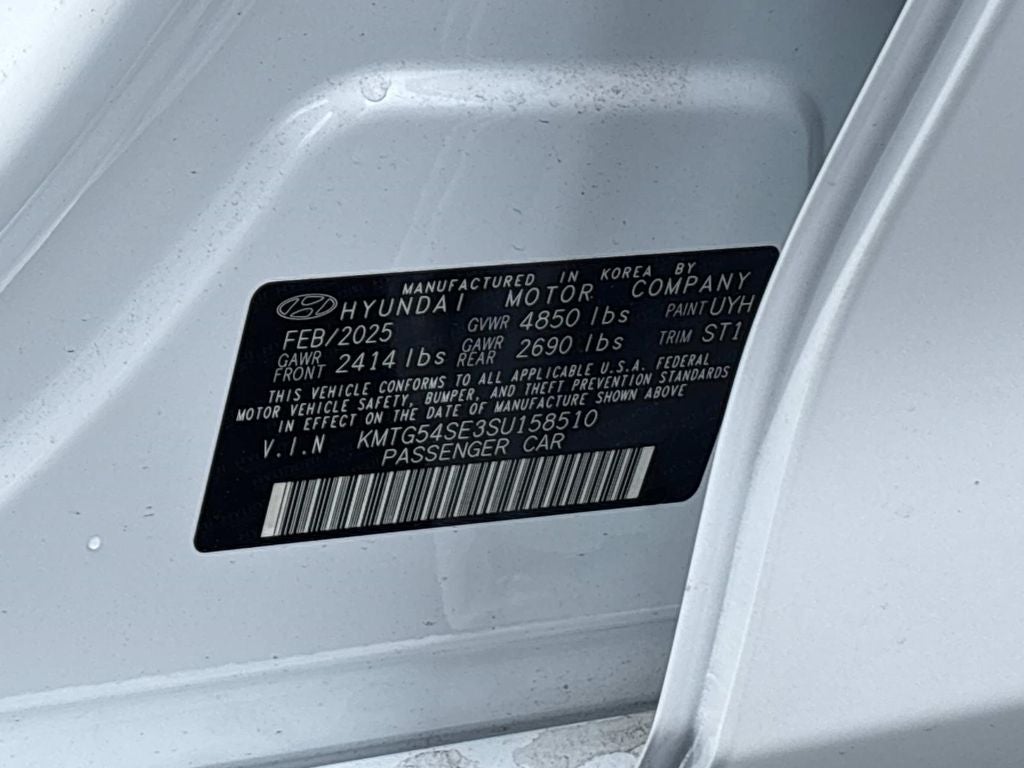 MANUFACTURED IN KOREA BY
HYUNDAI MOTOR COMPANY
FEB/2025 GVWR 4850 lbs PAINT UYH
GAWR FRONT 2414 lbs GAWR REAR 2690 lbs TRIM ST1
THIS VEHICLE CONFORMS TO ALL APPLICABLE U.S.A. FEDERAL
MOTOR VEHICLE SAFETY, BUMPER, AND THEFT PREVENTION STANDARDS
IN EFFECT ON THE DATE OF MANUFACTURE SHOWN ABOVE
V.I.N KMTG54SE3SU158510
PASSENGER CAR